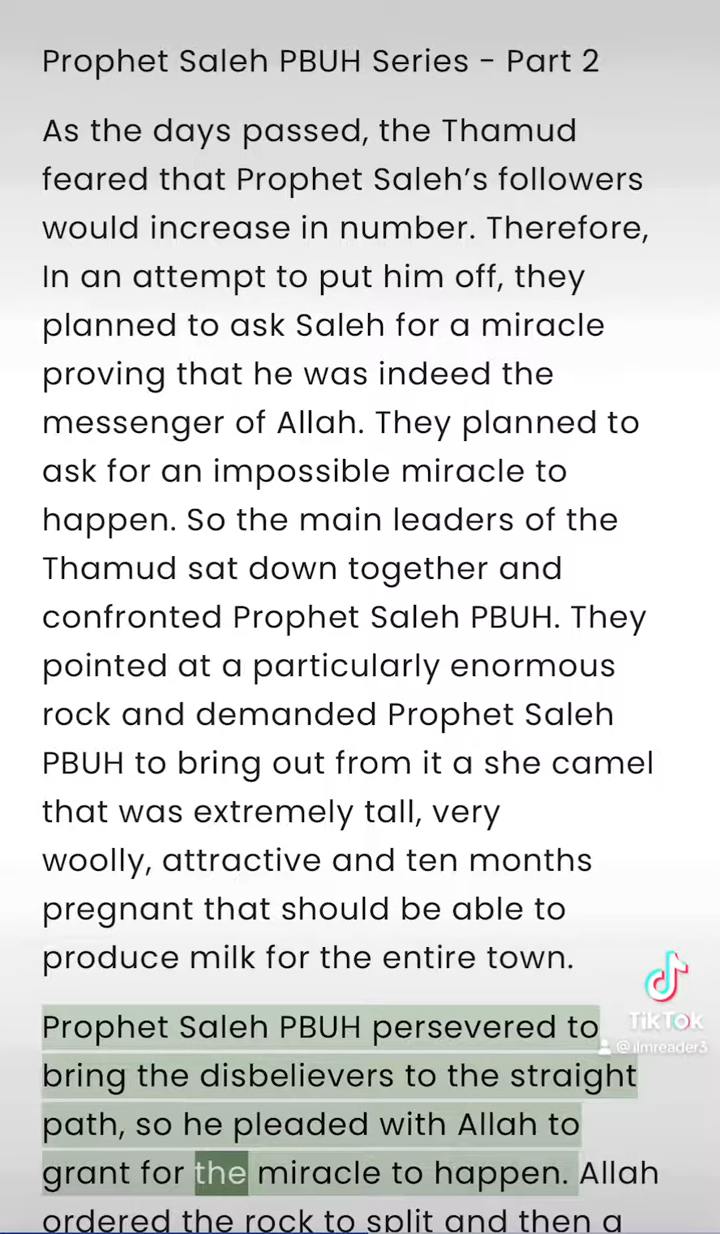 Prophet Saleh PBUH Series - Part 2
As the days passed, the Thamud
feared that Prophet Saleh's followers
would increase in number. Therefore,
In an attempt to put him off, they
planned to ask Saleh for a miracle
proving that he was indeed the
messenger of Allah. They planned to
ask for an impossible miracle to
happen. So the main leaders of the
Thamud sat down together and
confronted Prophet Saleh PBUH. They
pointed at a particularly enormous
rock and demanded Prophet Saleh
PBUH to bring out from it a she camel
that was extremely tall, very
woolly, attractive and ten months
pregnant that should be able to
produce milk for the entire town.
Prophet Saleh PBUH persevered to
bring the disbelievers to the straight
path, so he pleaded with Allah to
grant for the miracle to happen. Allah
ordered the rock to split and then a
TikTok
@ilmreader3